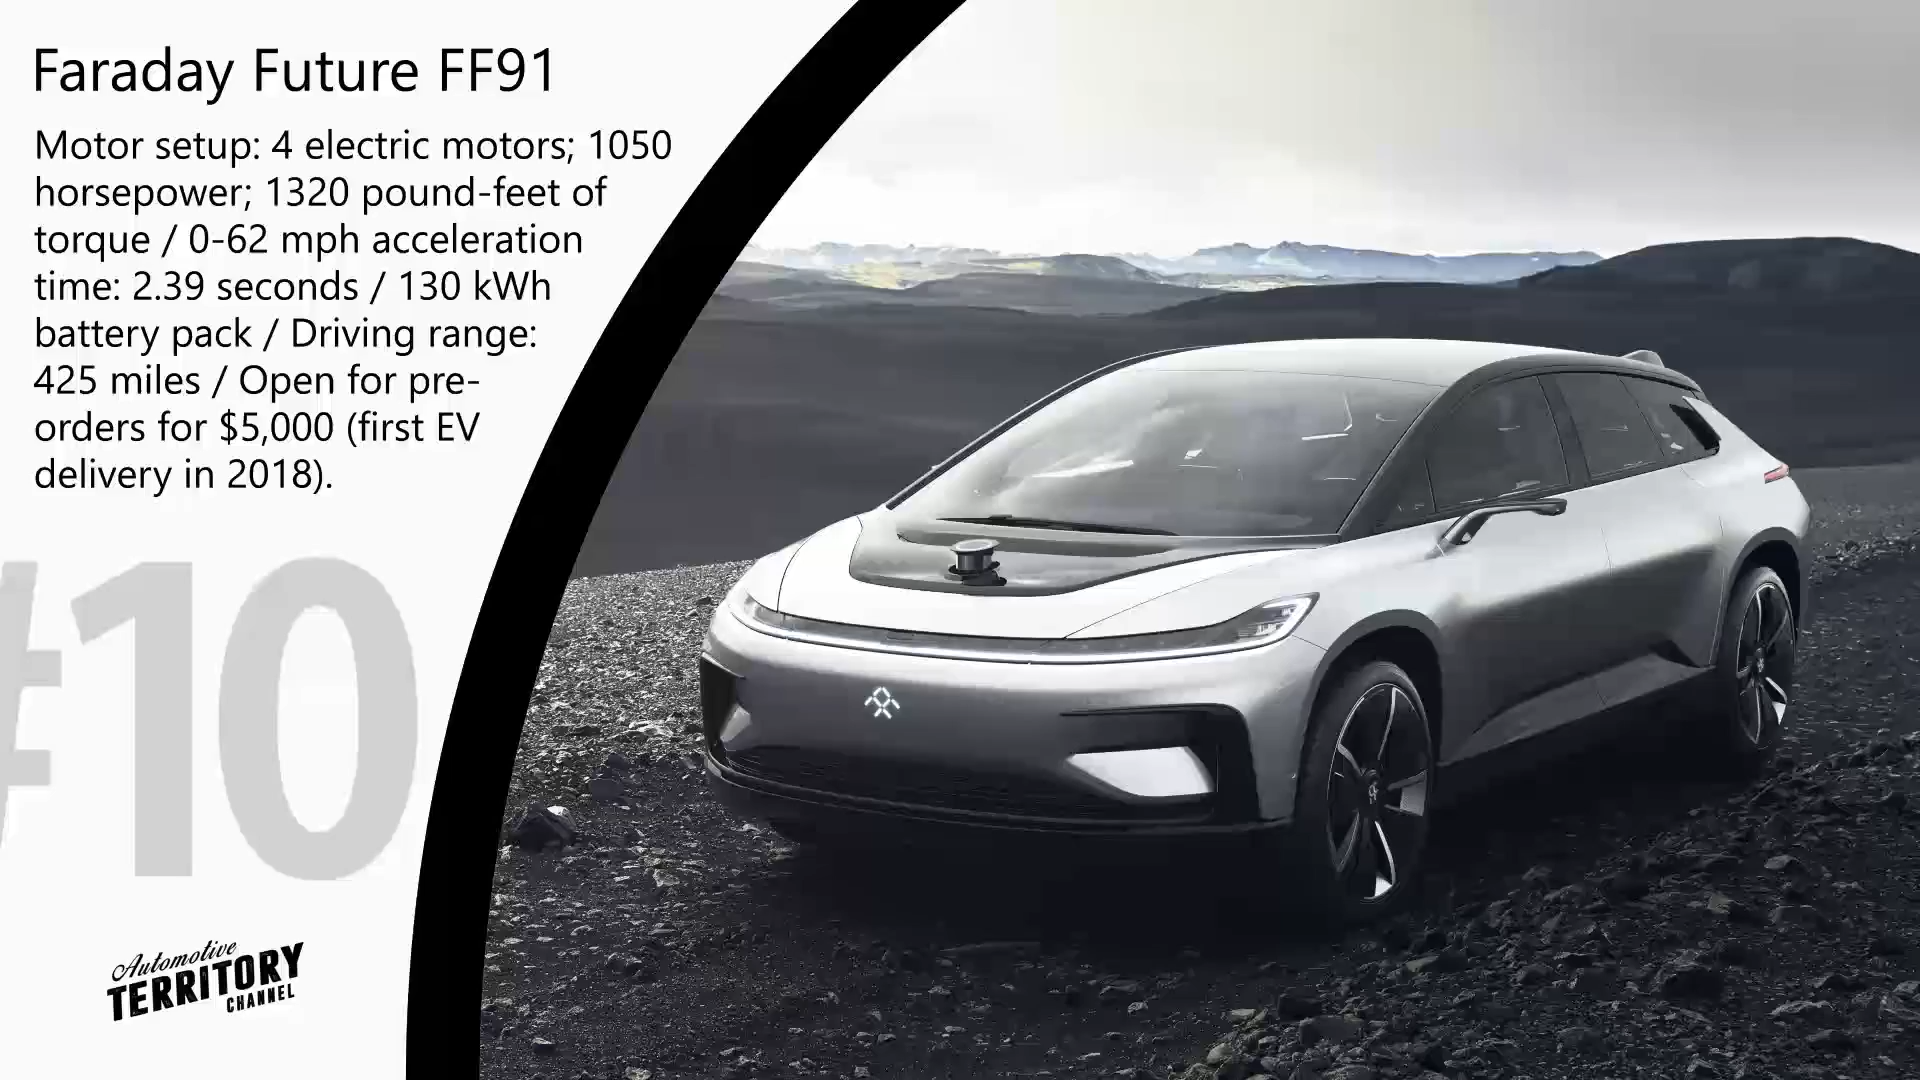 Faraday Future FF91
Motor setup: 4 electric motors; 1050
horsepower; 1320 pound-feet of
torque / 0-62 mph acceleration
time: 2.39 seconds / 130 kWh
battery pack / Driving range:
425 miles / Open for pre-
orders for $5,000 (first EV
delivery in 2018).
#10
Automotive
TERRITORY
CHANNEL